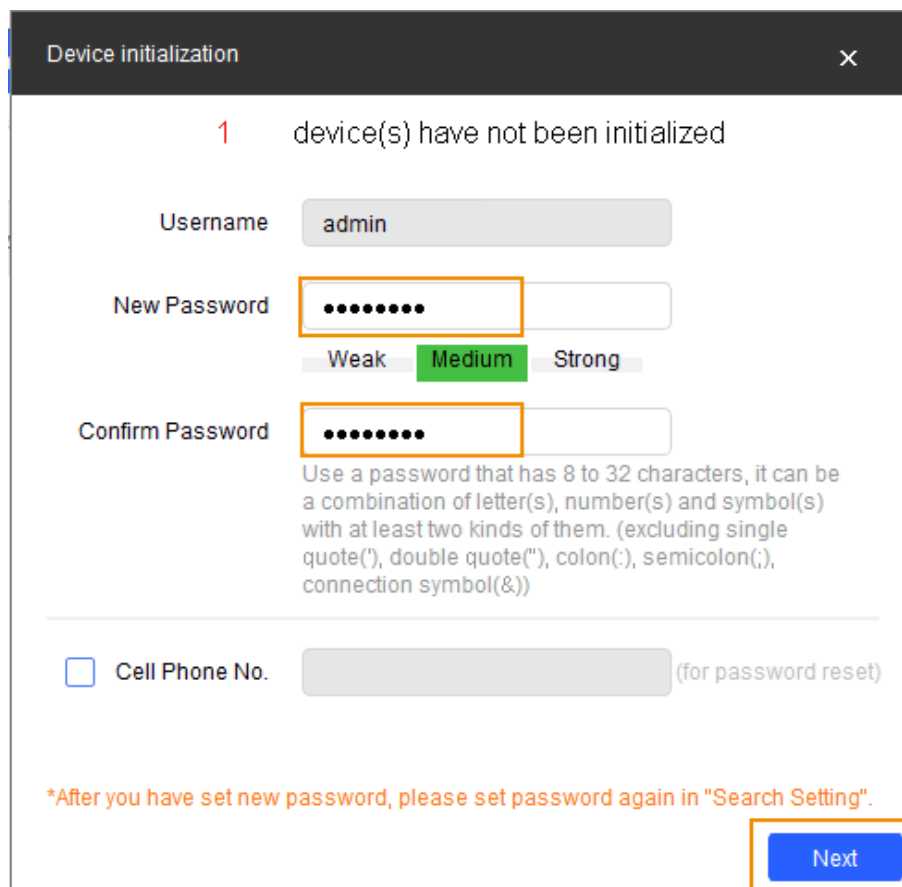 Device initialization ×
1 device(s) have not been initialized
Username admin
New Password ••••••••
Weak Medium Strong
Confirm Password ••••••••
Use a password that has 8 to 32 characters, it can be
a combination of letter(s), number(s) and symbol(s)
with at least two kinds of them. (excluding single
quote('), double quote("), colon(:), semicolon(;),
connection symbol(&))
Cell Phone No. (for password reset)
*After you have set new password, please set password again in "Search Setting".
Next